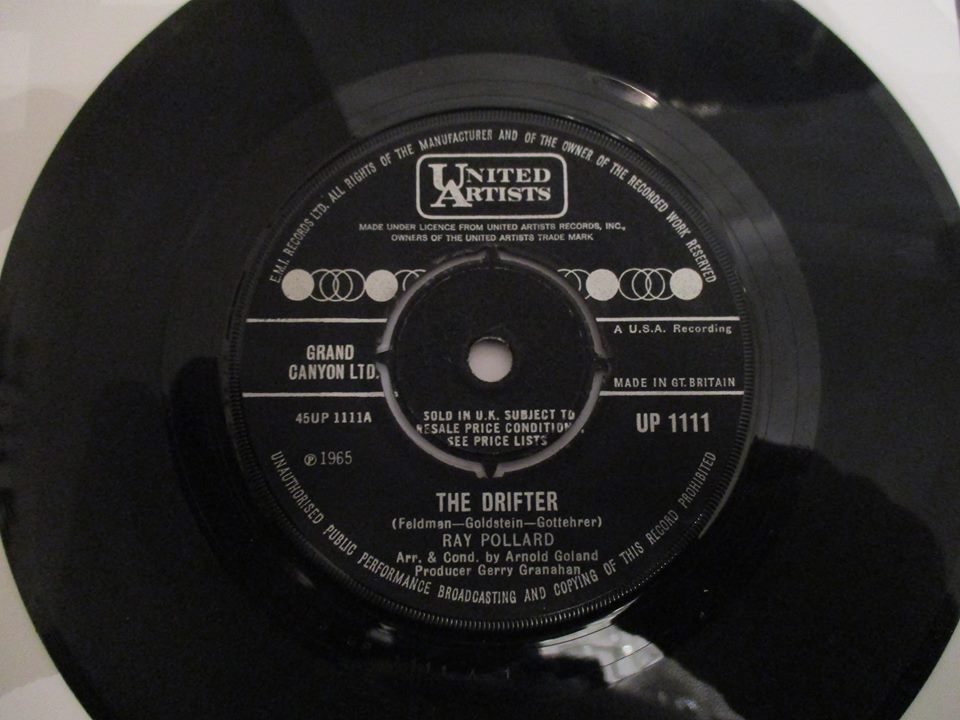 E.M.I. RECORDS LTD. ALL RIGHTS OF THE MANUFACTURER AND OF THE OWNER OF THE RECORDED WORK RESERVED
UNITED
ARTISTS
MADE UNDER LICENCE FROM UNITED ARTISTS RECORDS, INC.,
OWNERS OF THE UNITED ARTISTS TRADE MARK
A U.S.A. Recording
GRAND
CANYON LTD.
MADE IN GT. BRITAIN
45UP 1111A
SOLD IN U.K. SUBJECT TO
RESALE PRICE CONDITIONS,
SEE PRICE LISTS
UP 1111
℗ 1965
THE DRIFTER
(Feldman—Goldstein—Gottehrer)
RAY POLLARD
Arr. & Cond. by Arnold Goland
Producer Gerry Granahan
UNAUTHORISED PUBLIC PERFORMANCE BROADCASTING AND COPYING OF THIS RECORD PROHIBITED